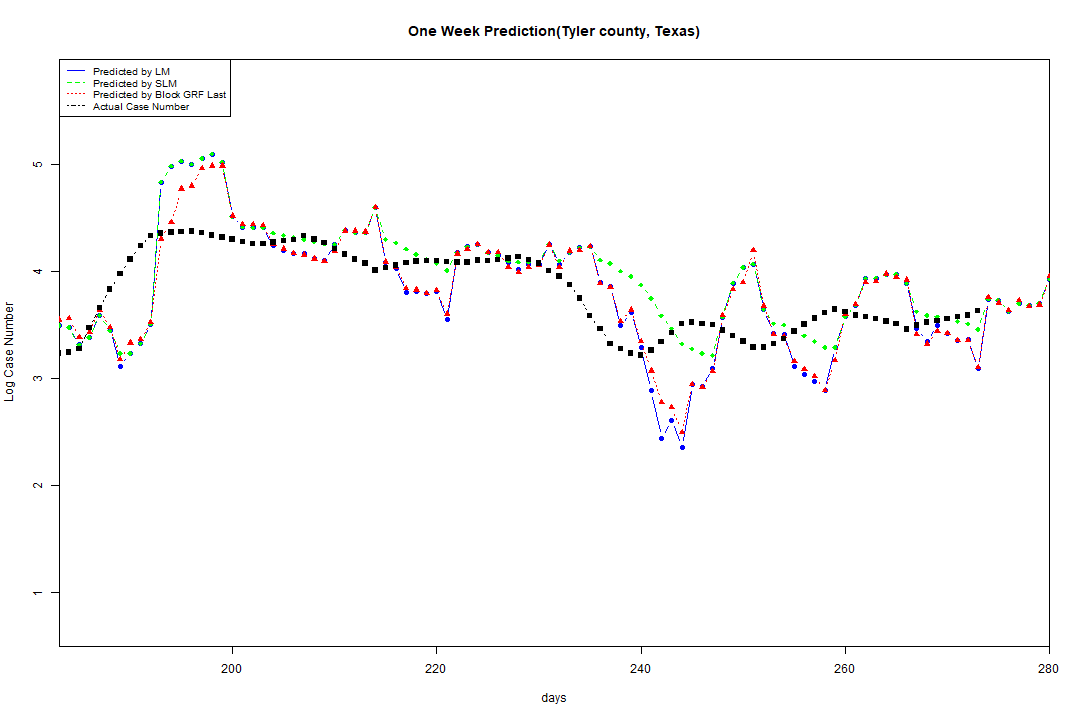 One Week Prediction(Tyler county, Texas)
Predicted by LM
Predicted by SLM
Predicted by Block GRF Last
Actual Case Number
Log Case Number
5
4
3
2
1
200 220 240 260 280
days